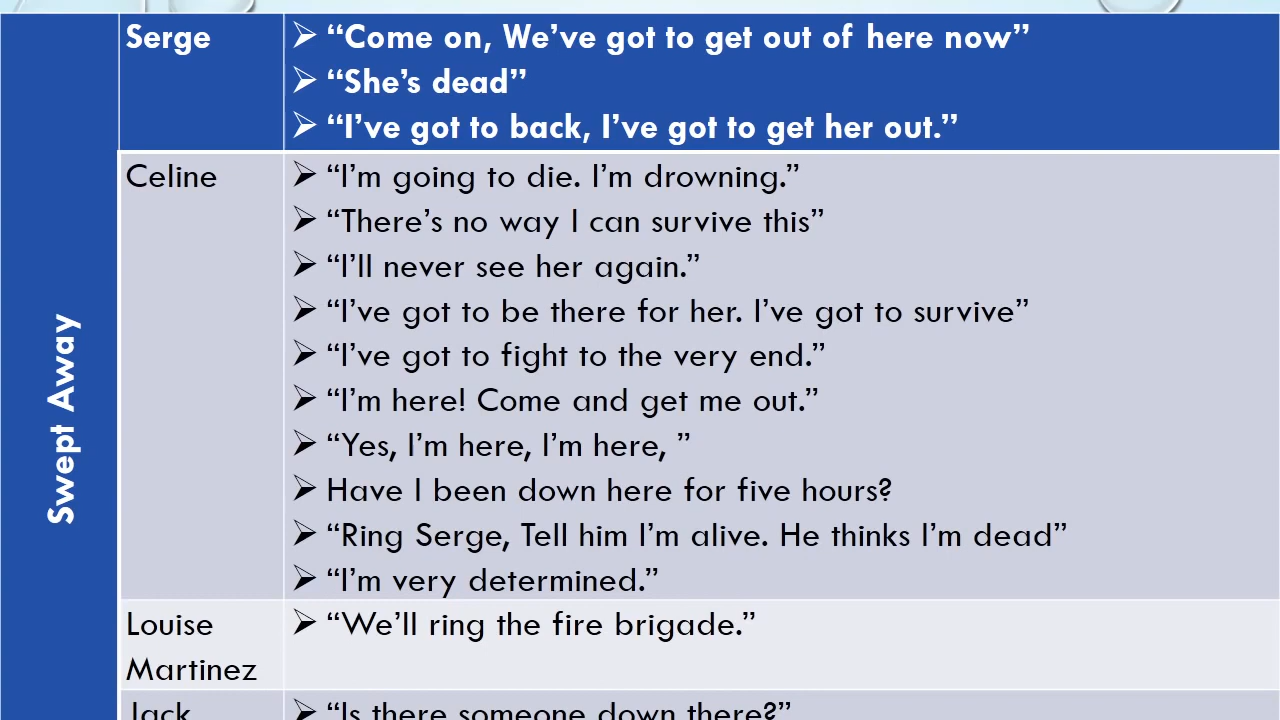 Swept Away
Serge
➢ “Come on, We’ve got to get out of here now”
➢ “She’s dead”
➢ “I’ve got to back, I’ve got to get her out.”
Celine
➢ “I’m going to die. I’m drowning.”
➢ “There’s no way I can survive this”
➢ “I’ll never see her again.”
➢ “I’ve got to be there for her. I’ve got to survive”
➢ “I’ve got to fight to the very end.”
➢ “I’m here! Come and get me out.”
➢ “Yes, I’m here, I’m here, ”
➢ Have I been down here for five hours?
➢ “Ring Serge, Tell him I’m alive. He thinks I’m dead”
➢ “I’m very determined.”
Louise
Martinez
➢ “We’ll ring the fire brigade.”
Jack
➢ “Is there someone down there?”